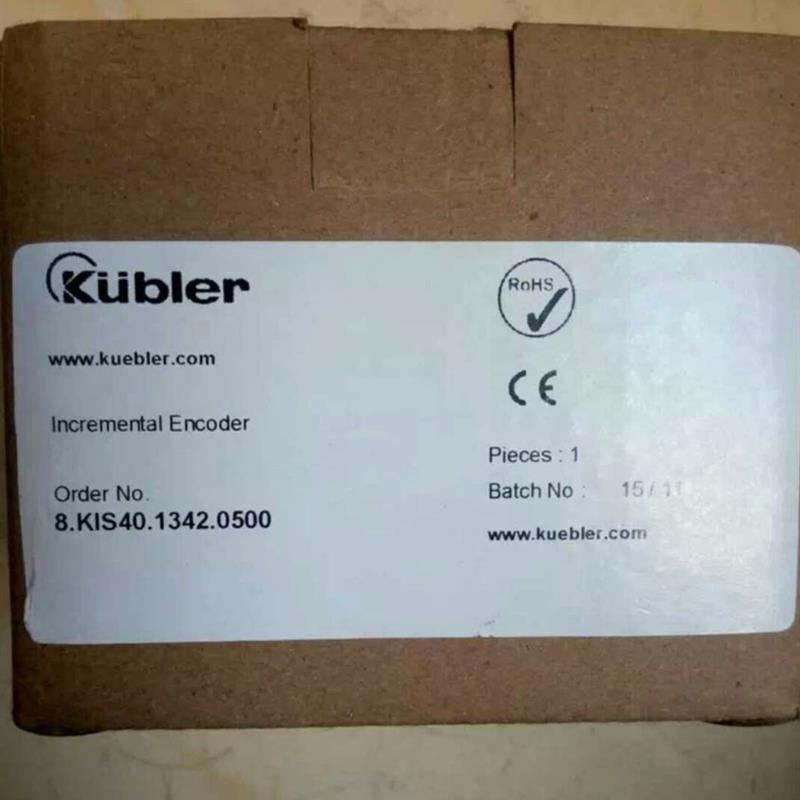 Kübler
www.kuebler.com
Incremental Encoder
Order No.
8.KIS40.1342.0500
RoHS
CE
Pieces : 1
Batch No : 15 /
www.kuebler.com